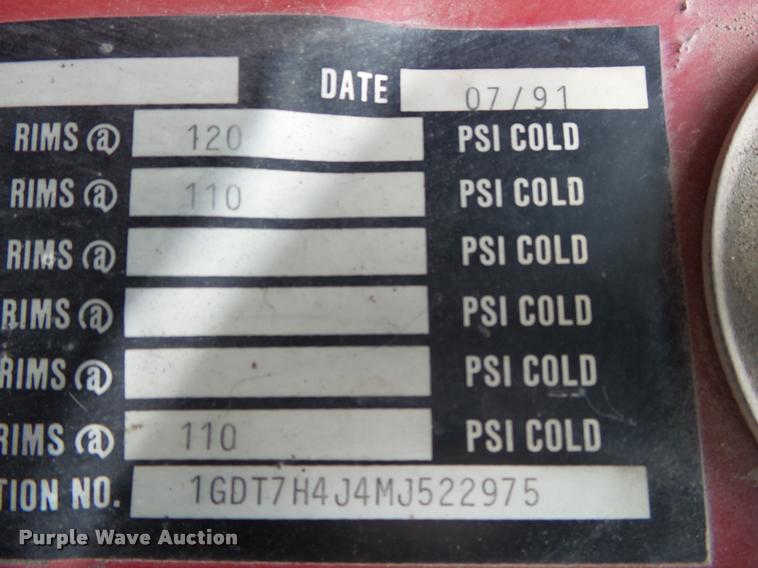 DATE 07/91
RIMS @ 120 PSI COLD
RIMS @ 110 PSI COLD
RIMS @ PSI COLD
RIMS @ PSI COLD
RIMS @ PSI COLD
RIMS @ 110 PSI COLD
TION NO. 1GDT7H4J4MJ522975
Purple Wave Auction